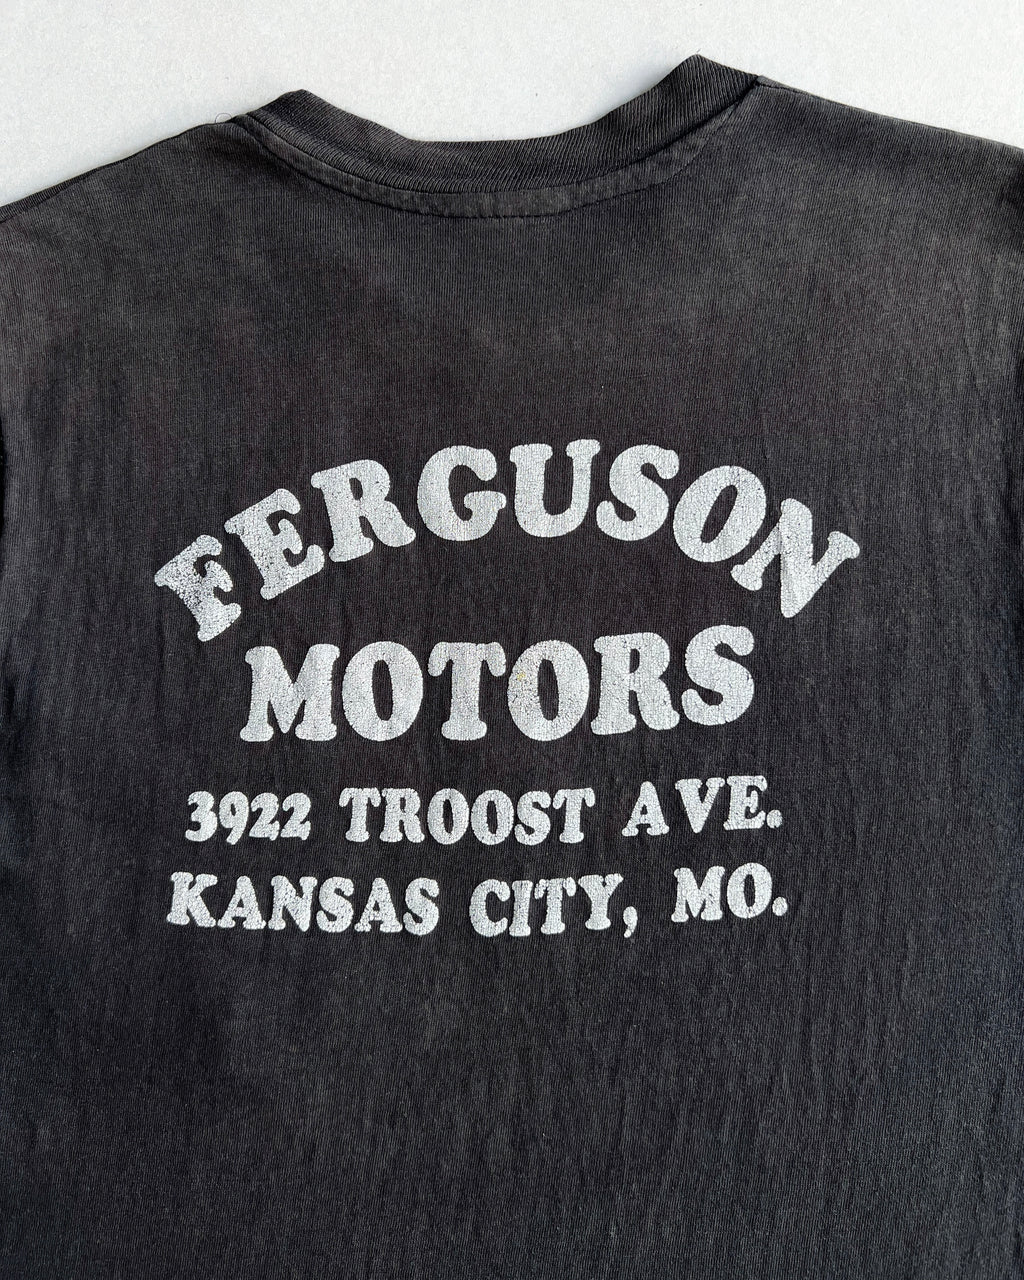 FERGUSON
MOTORS
3922 TROOST AVE.
KANSAS CITY, MO.